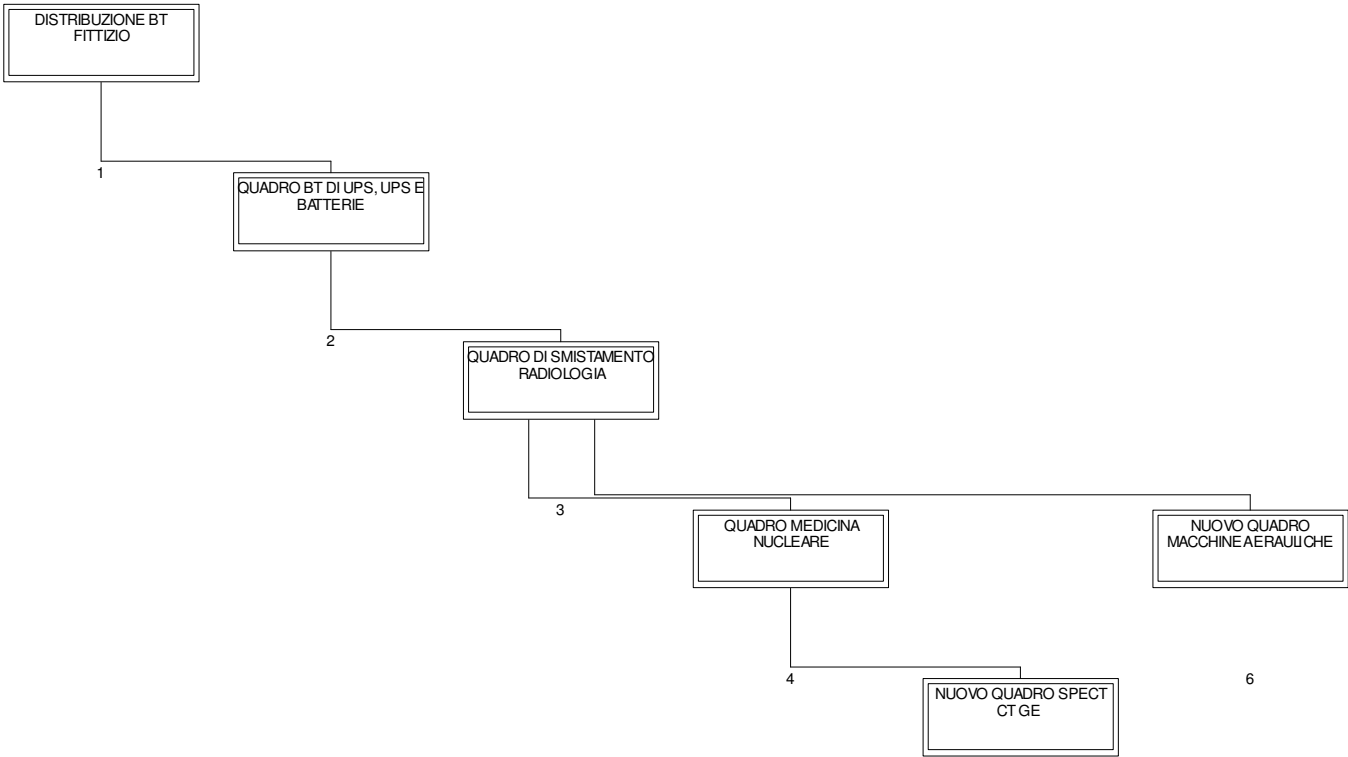 DISTRIBUZIONE BT
FITTIZIO
1
QUADRO BT DI UPS, UPS E
BATTERIE
2
QUADRO DI SMISTAMENTO
RADIOLOGIA
3
QUADRO MEDICINA
NUCLEARE
NUOVO QUADRO
MACCHINE AERAULICHE
4
6
NUOVO QUADRO SPECT
CT GE